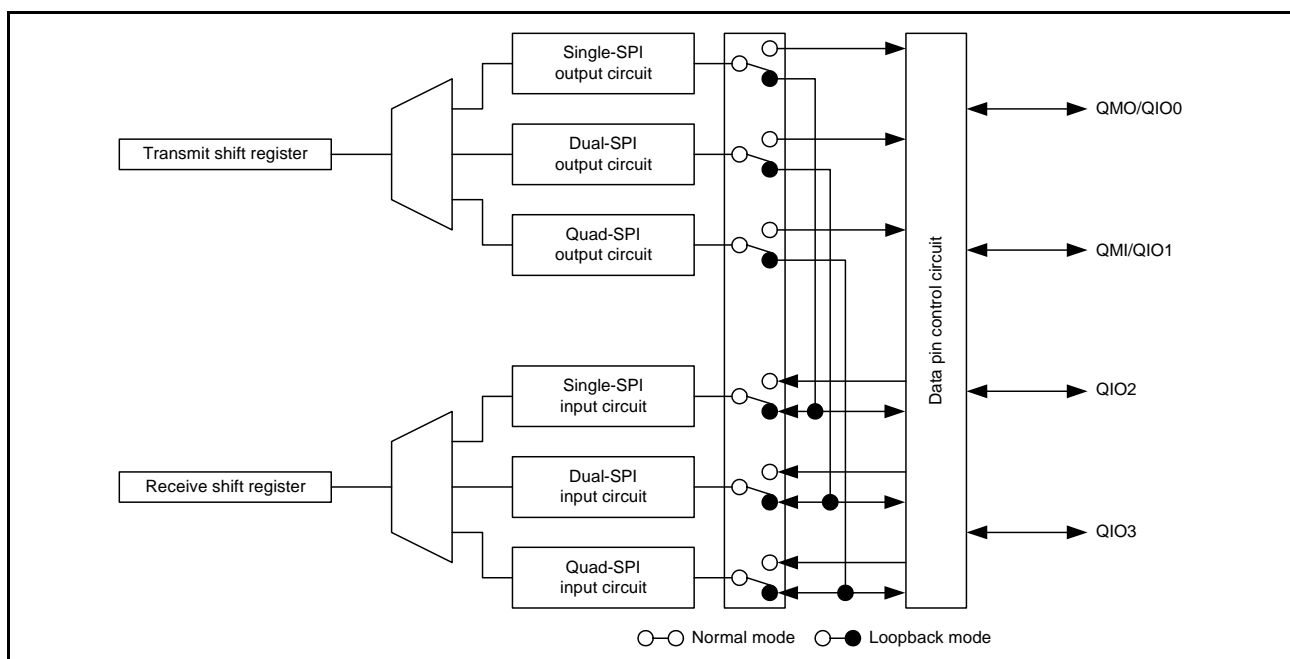 Single-SPI
output circuit
Transmit shift register
Dual-SPI
output circuit
Quad-SPI
output circuit
Single-SPI
input circuit
Receive shift register
Dual-SPI
input circuit
Quad-SPI
input circuit
Data pin control circuit
QMO/QIO0
QMI/QIO1
QIO2
QIO3
Normal mode
Loopback mode